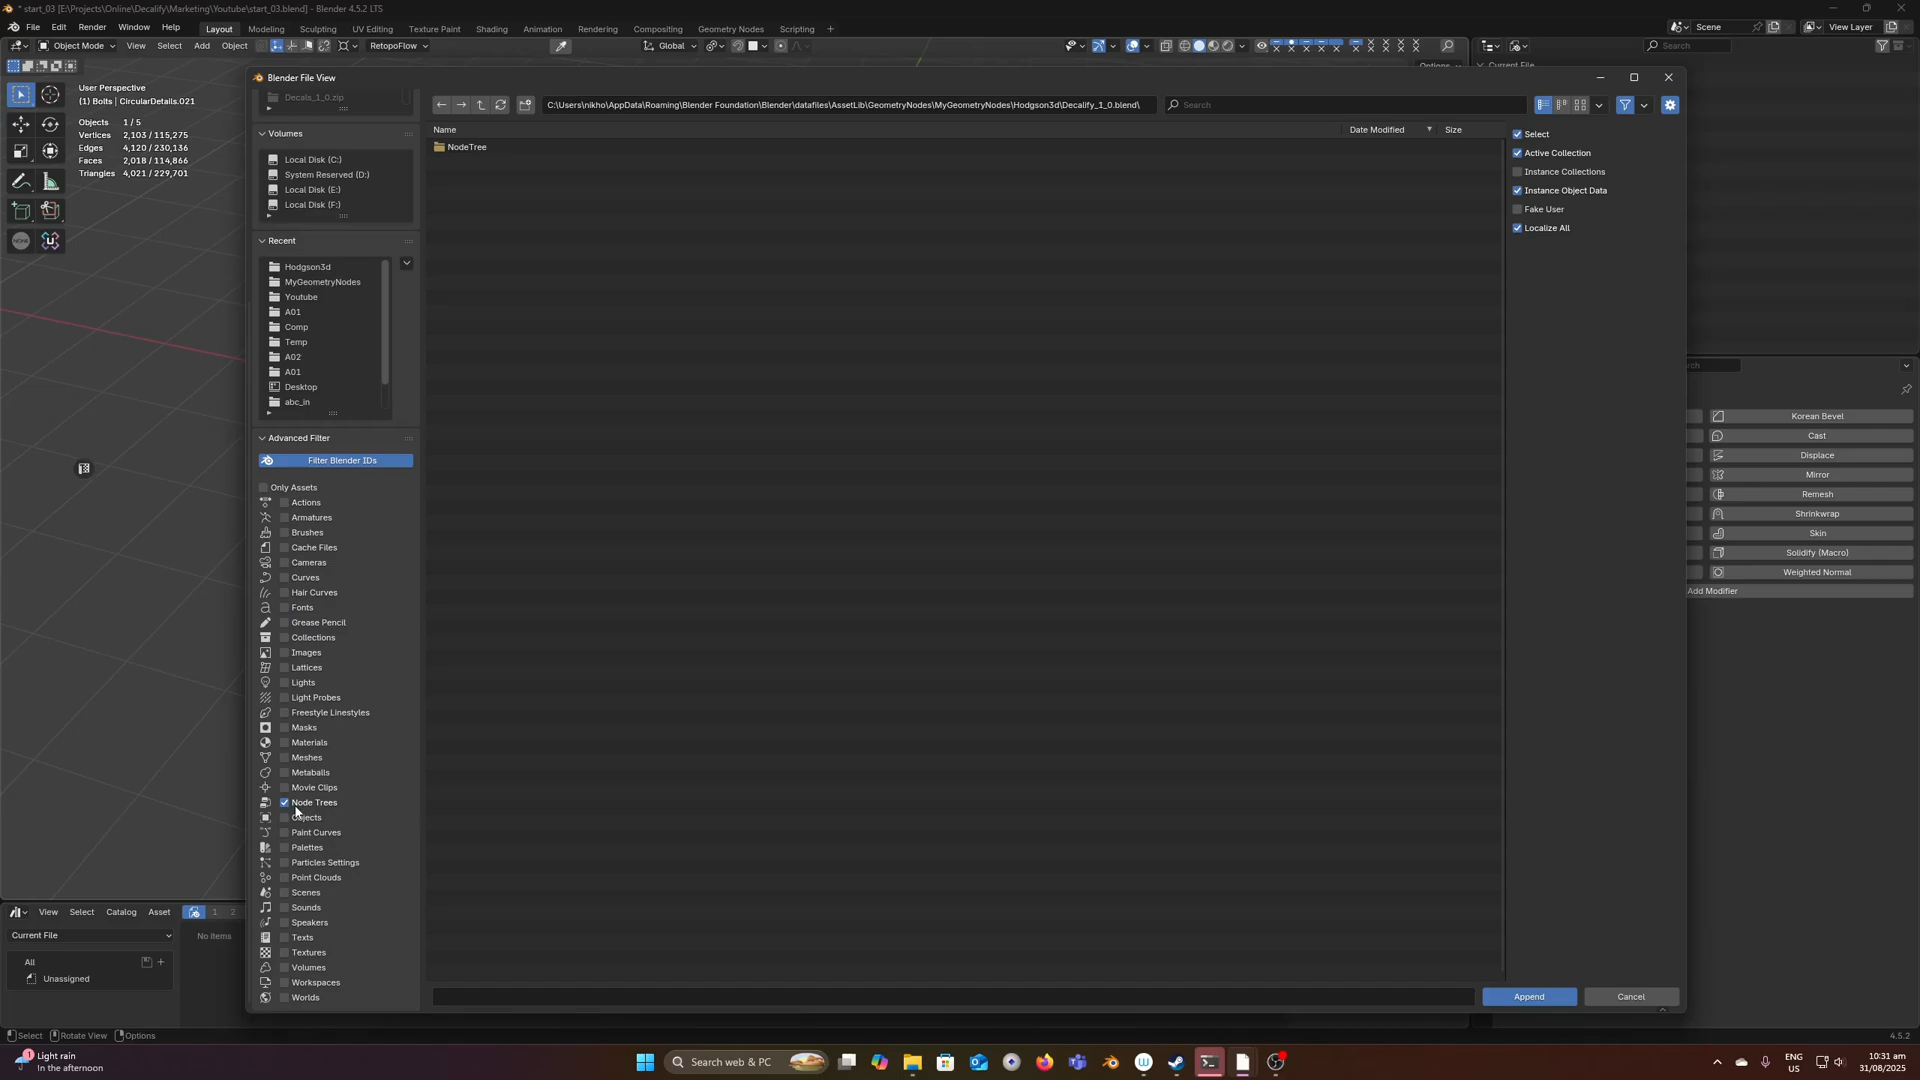 * start_03 [E:\Projects\Online\Decalify\Marketing\Youtube\start_03.blend] - Blender 4.5.2 LTS
File Edit Render Window Help Layout Modeling Sculpting UV Editing Texture Paint Shading Animation Rendering Compositing Geometry Nodes Scripting + Scene View Layer
Object Mode View Select Add Object RetopoFlow Global Search
Options
Current File
User Perspective
(1) Bolts | CircularDetails.021
Objects 1 / 5
Vertices 2,103 / 115,275
Edges 4,120 / 230,136
Faces 2,018 / 114,866
Triangles 4,021 / 229,701
NONE
Blender File View
Decals_1_0.zip
Volumes
Local Disk (C:)
System Reserved (D:)
Local Disk (E:)
Local Disk (F:)
Recent
Hodgson3d
MyGeometryNodes
Youtube
A01
Comp
Temp
A02
A01
Desktop
abc_in
Advanced Filter
Filter Blender IDs
Only Assets
Actions
Armatures
Brushes
Cache Files
Cameras
Curves
Hair Curves
Fonts
Grease Pencil
Collections
Images
Lattices
Lights
Light Probes
Freestyle Linestyles
Masks
Materials
Meshes
Metaballs
Movie Clips
Node Trees
Objects
Paint Curves
Palettes
Particles Settings
Point Clouds
Scenes
Sounds
Speakers
Texts
Textures
Volumes
Workspaces
Worlds
C:\Users\nikho\AppData\Roaming\Blender Foundation\Blender\datafiles\AssetLib\GeometryNodes\MyGeometryNodes\Hodgson3d\Decalify_1_0.blend\ Search
Name Date Modified Size
NodeTree
Select
Active Collection
Instance Collections
Instance Object Data
Fake User
Localize All
Append Cancel
Korean Bevel
Cast
Displace
Mirror
Remesh
Shrinkwrap
Skin
Solidify (Macro)
Weighted Normal
Add Modifier
View Select Catalog Asset 1 2
Current File
No items
All
Unassigned
Select Rotate View Options 4.5.2
1
Light rain
In the afternoon
Search web & PC
ENG
US
10:31 am
31/08/2025